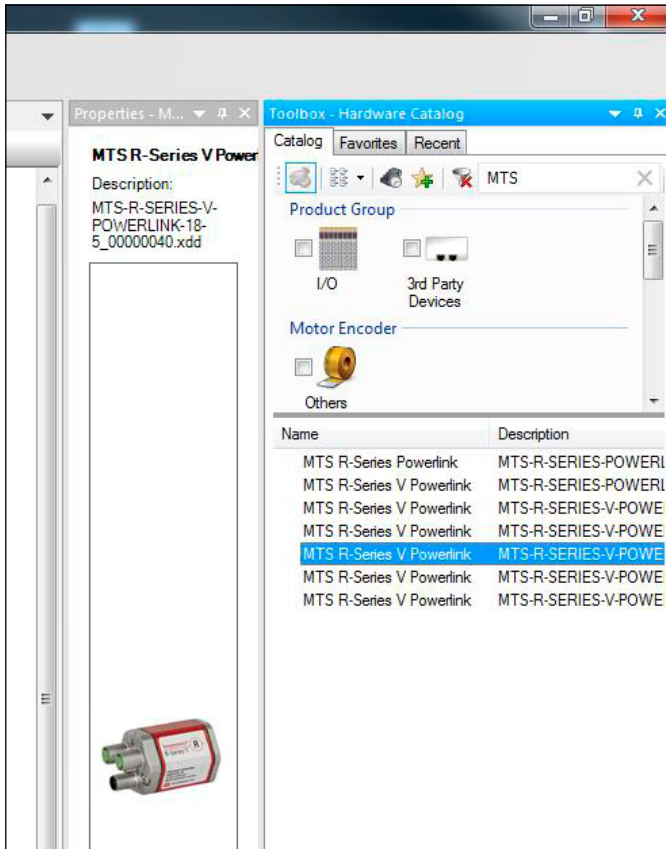 Properties - M...
MTS R-Series V Power
Description:
MTS-R-SERIES-V-
POWERLINK-18-
5_00000040.xdd
R-Series V
R
Toolbox - Hardware Catalog
Catalog Favorites Recent
MTS
Product Group
I/O
3rd Party
Devices
Motor Encoder
Others
Name Description
MTS R-Series Powerlink MTS-R-SERIES-POWERL
MTS R-Series V Powerlink MTS-R-SERIES-POWERL
MTS R-Series V Powerlink MTS-R-SERIES-V-POWE
MTS R-Series V Powerlink MTS-R-SERIES-V-POWE
MTS R-Series V Powerlink MTS-R-SERIES-V-POWE
MTS R-Series V Powerlink MTS-R-SERIES-V-POWE
MTS R-Series V Powerlink MTS-R-SERIES-V-POWE